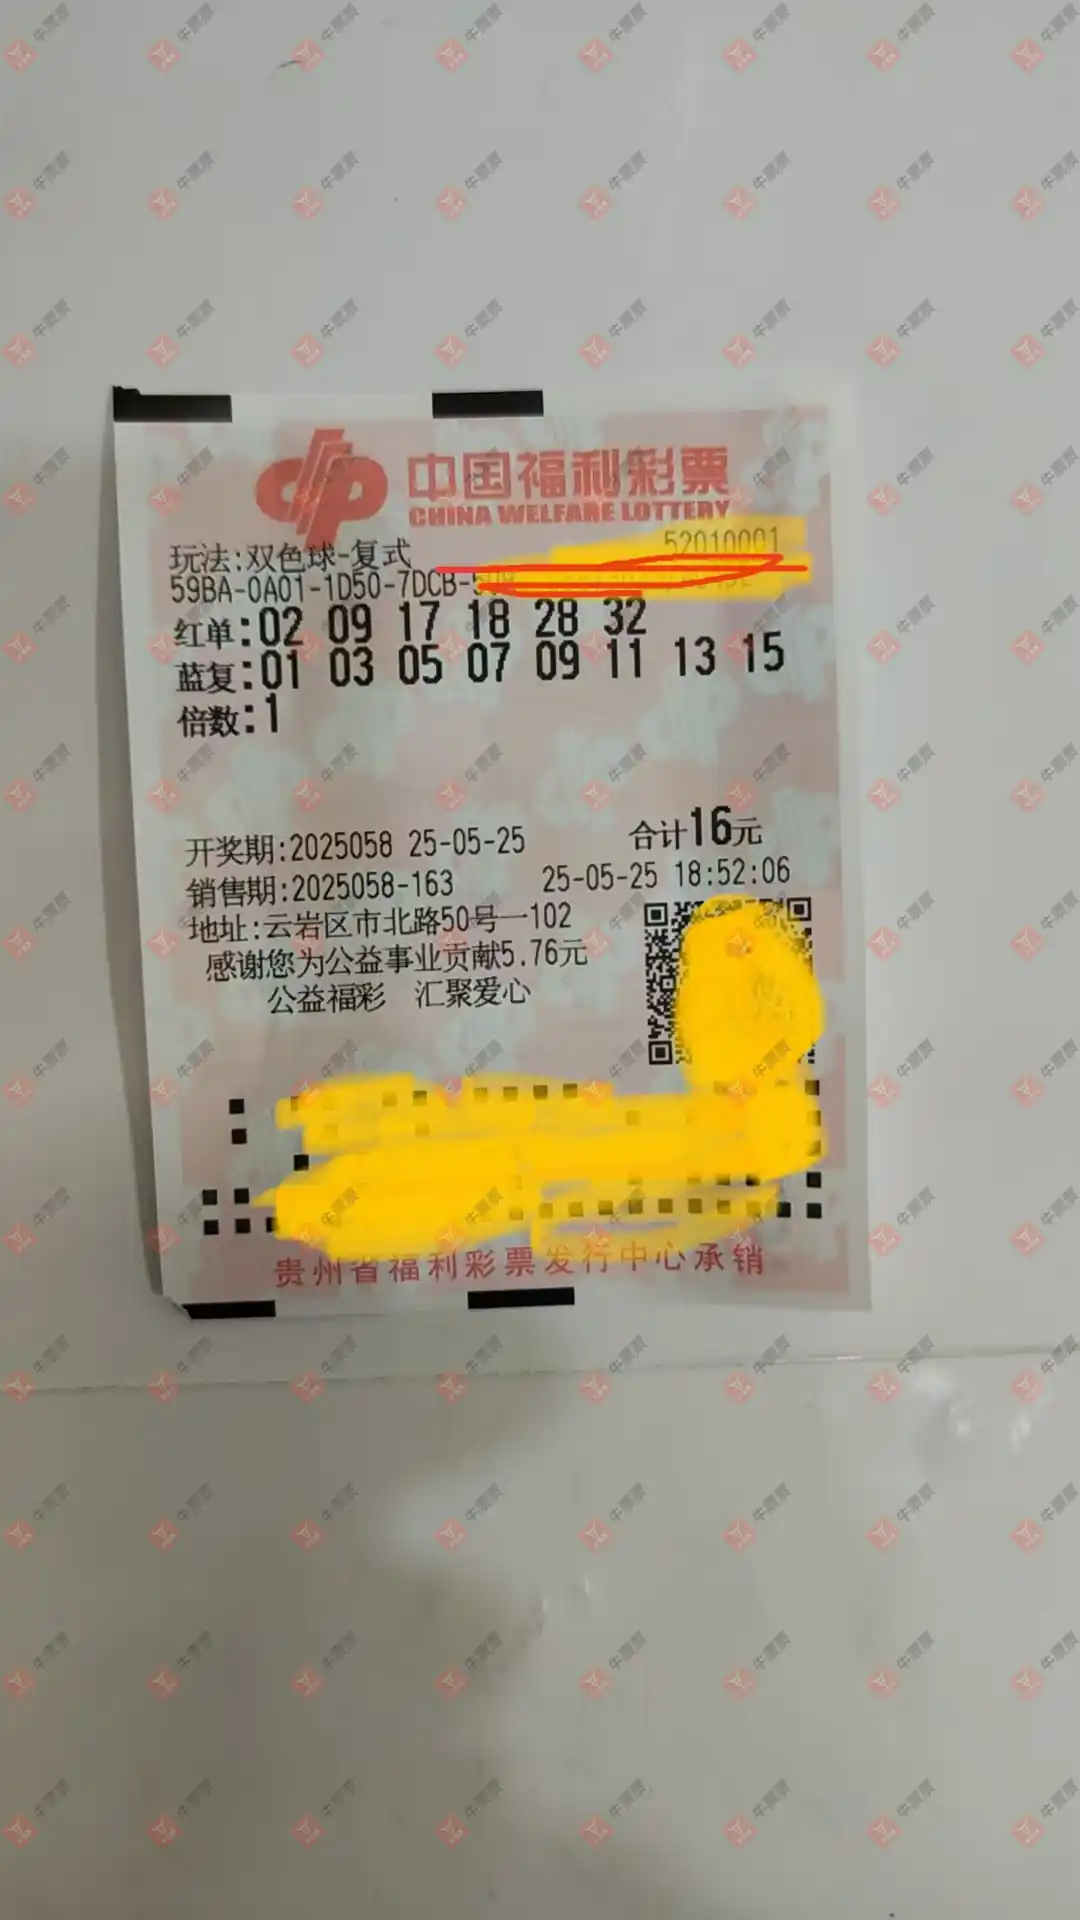 中国福利彩票
CHINA WELFARE LOTTERY
52010001
玩法:双色球-复式
59BA-0A01-1D50-7DCB-
红单:02 09 17 18 28 32
蓝复:01 03 05 07 09 11 13 15
倍数:1
合计16元
开奖期:2025058 25-05-25
销售期:2025058-163 25-05-25 18:52:06
地址:云岩区市北路50号一102
感谢您为公益事业贡献5.76元
公益福彩 汇聚爱心
贵州省福利彩票发行中心承销
牛票票